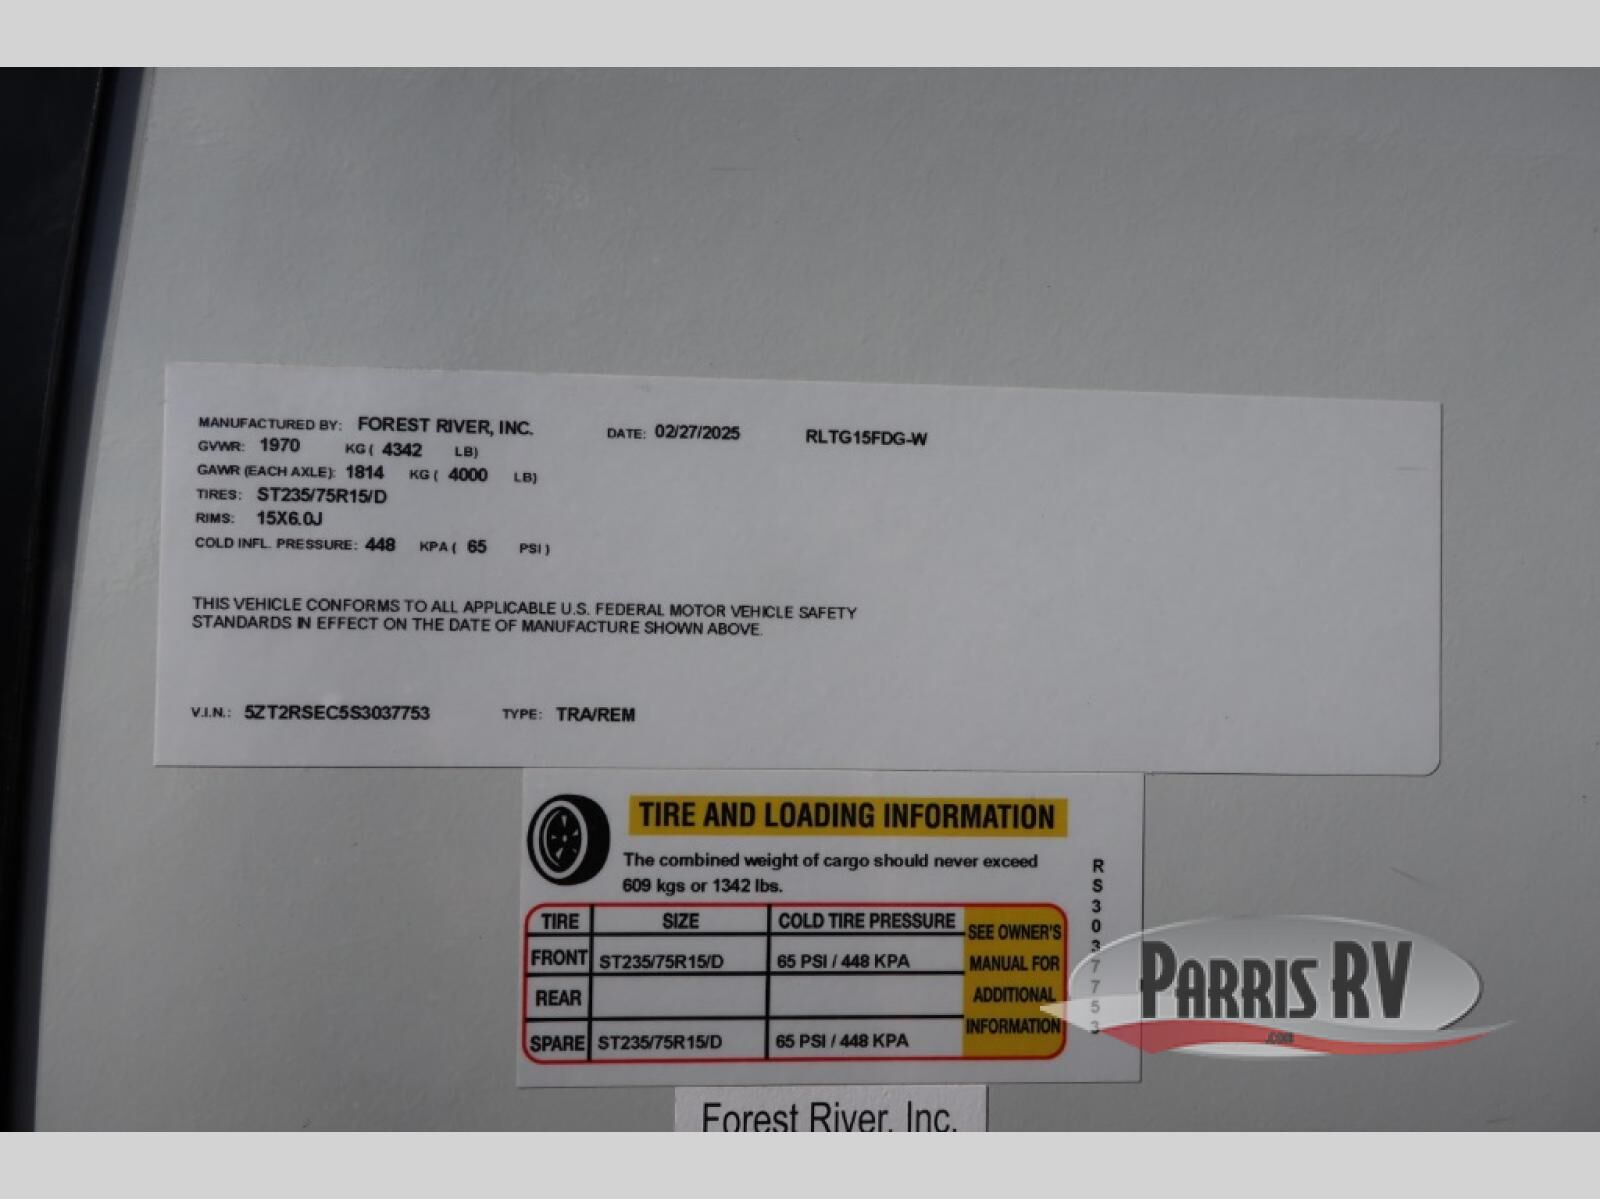 MANUFACTURED BY: FOREST RIVER, INC. DATE: 02/27/2025 RLTG15FDG-W
GVWR: 1970 KG ( 4342 LB)
GAWR (EACH AXLE): 1814 KG ( 4000 LB)
TIRES: ST235/75R15/D
RIMS: 15X6.0J
COLD INFL. PRESSURE: 448 KPA ( 65 PSI )
THIS VEHICLE CONFORMS TO ALL APPLICABLE U.S. FEDERAL MOTOR VEHICLE SAFETY
STANDARDS IN EFFECT ON THE DATE OF MANUFACTURE SHOWN ABOVE.
V.I.N.: 5ZT2RSEC5S3037753 TYPE: TRA/REM
TIRE AND LOADING INFORMATION
The combined weight of cargo should never exceed
609 kgs or 1342 lbs.
TIRE SIZE COLD TIRE PRESSURE
FRONT ST235/75R15/D 65 PSI / 448 KPA
REAR
SPARE ST235/75R15/D 65 PSI / 448 KPA
SEE OWNER'S
MANUAL FOR
ADDITIONAL
INFORMATION
RS3037753
PARRIS RV
.com
Forest River, Inc.